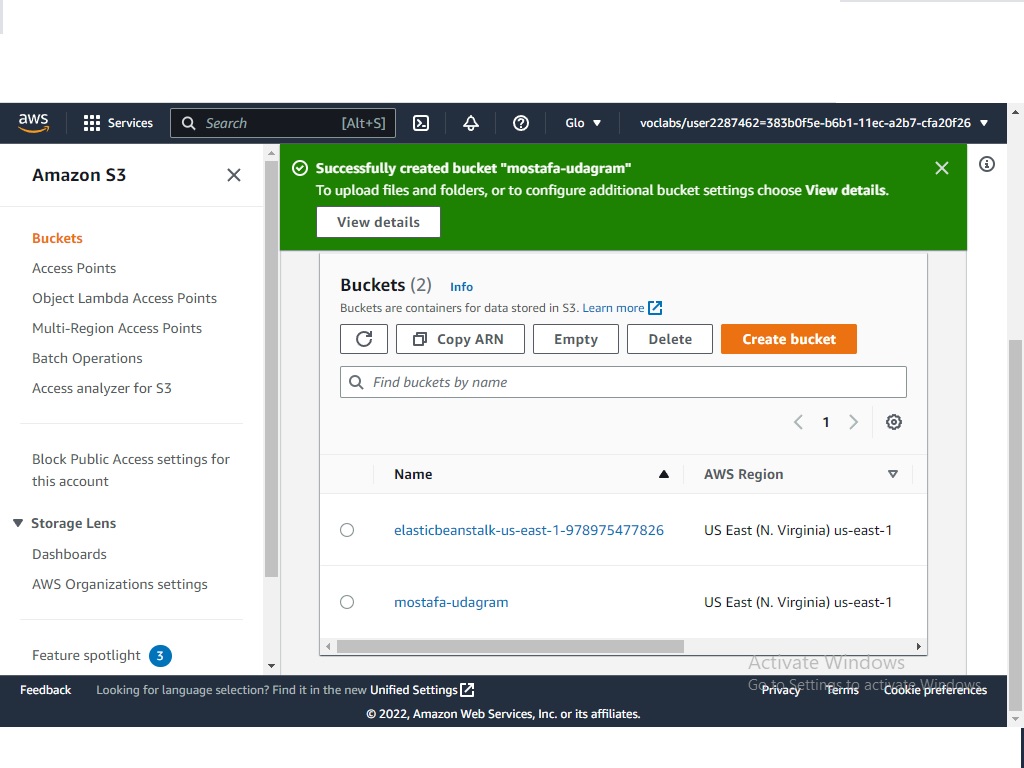 aws Services Search [Alt+S] Glo voclabs/user2287462=383b0f5e-b6b1-11ec-a2b7-cfa20f26
Amazon S3
Buckets
Access Points
Object Lambda Access Points
Multi-Region Access Points
Batch Operations
Access analyzer for S3
Block Public Access settings for
this account
Storage Lens
Dashboards
AWS Organizations settings
Feature spotlight 3
Successfully created bucket "mostafa-udagram"
To upload files and folders, or to configure additional bucket settings choose View details.
View details
Buckets (2) Info
Buckets are containers for data stored in S3. Learn more
Copy ARN Empty Delete Create bucket
Find buckets by name
1
Name AWS Region
elasticbeanstalk-us-east-1-978975477826 US East (N. Virginia) us-east-1
mostafa-udagram US East (N. Virginia) us-east-1
Activate Windows
Go to Settings to activate Windows.
Feedback Looking for language selection? Find it in the new Unified Settings Privacy Terms Cookie preferences
© 2022, Amazon Web Services, Inc. or its affiliates.